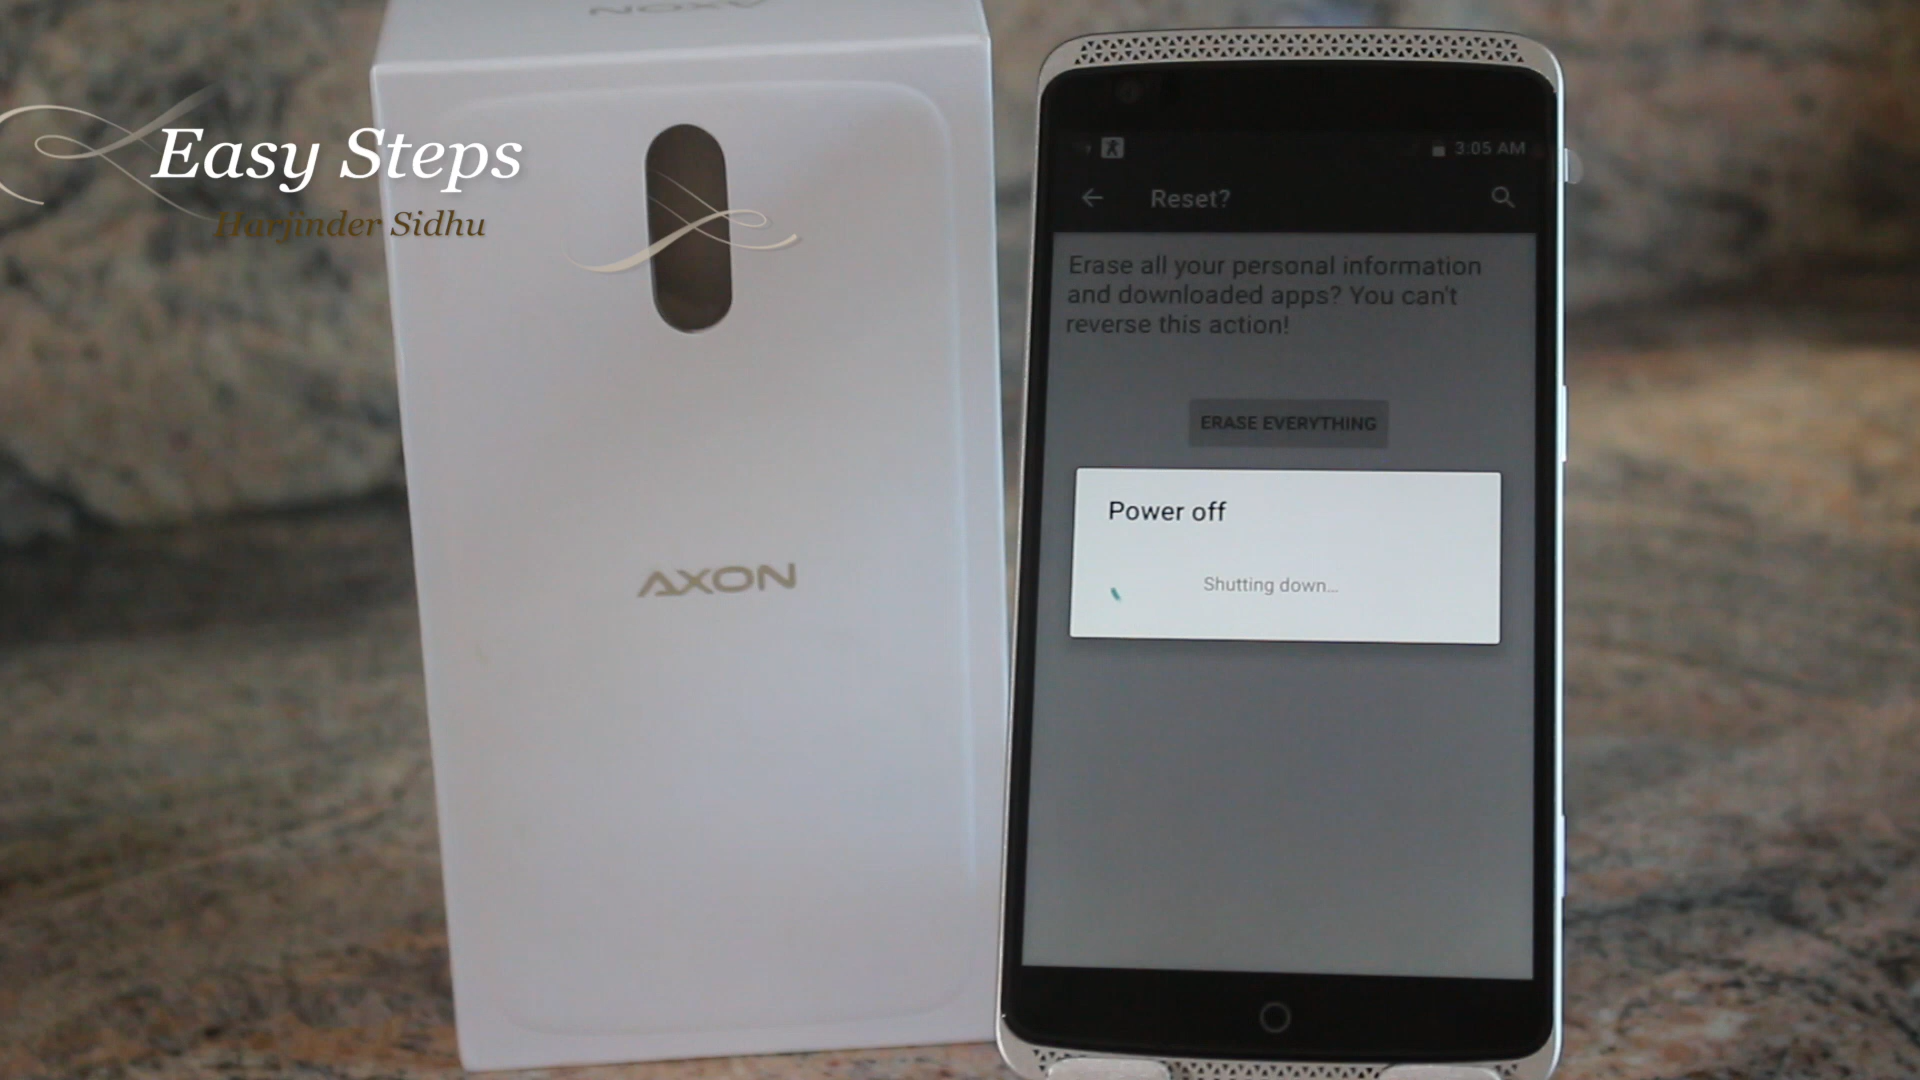 AXON
Easy Steps
Harjinder Sidhu
AXON
3:05 AM
Reset?
Erase all your personal information
and downloaded apps? You can't
reverse this action!
ERASE EVERYTHING
Power off
Shutting down...